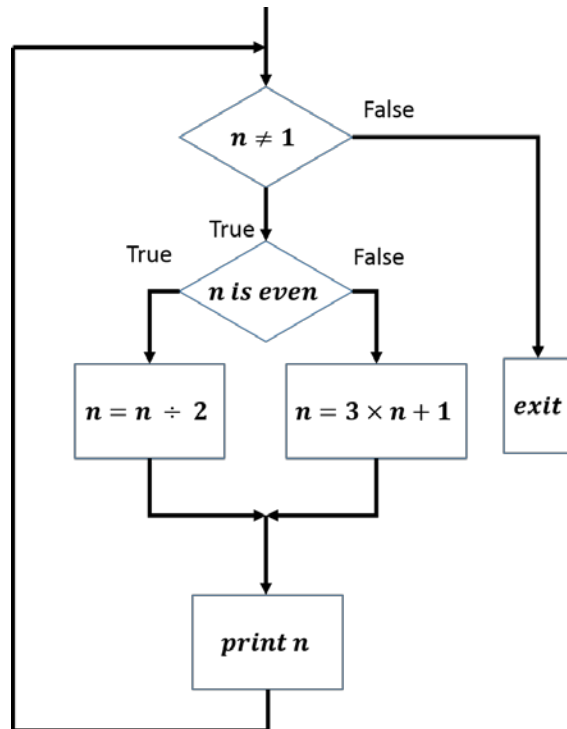 False
n ≠ 1
True
True
False
n is even
n = n ÷ 2
n = 3 × n + 1
exit
print n